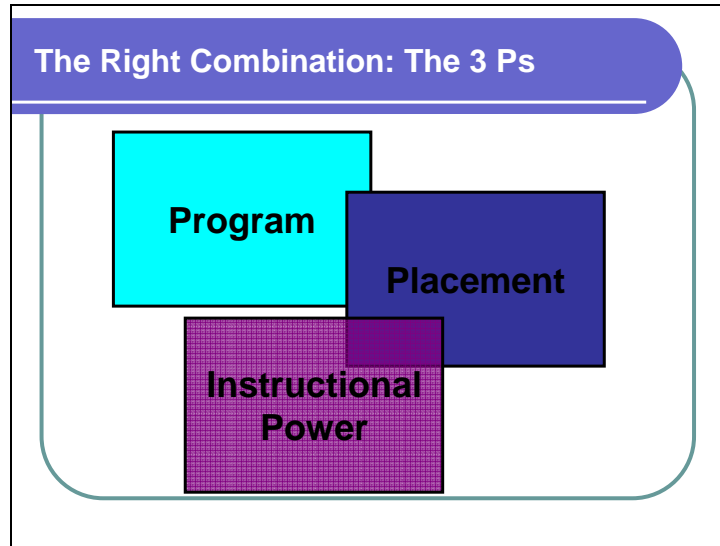 The Right Combination: The 3 Ps
Program
Placement
Instructional
Power